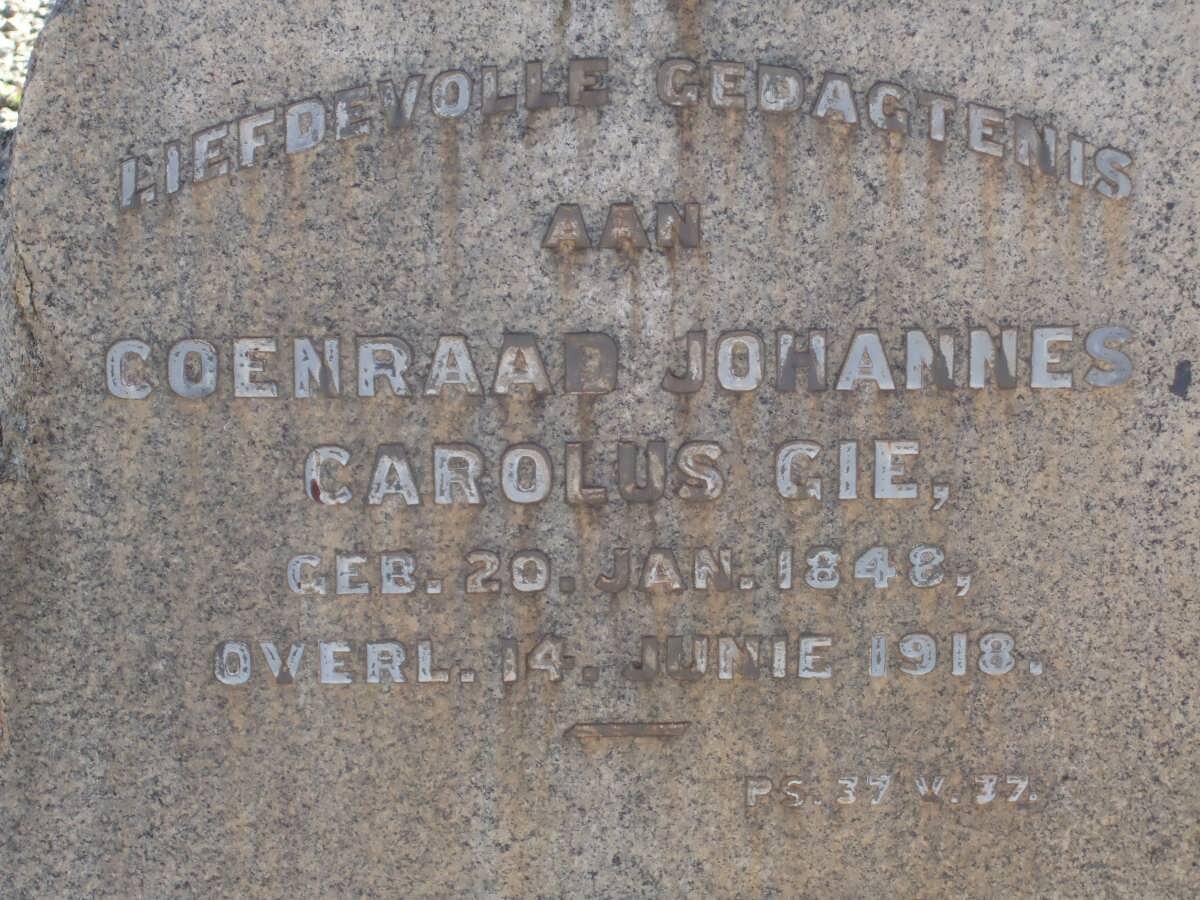 LIEFDEVOLLE GEDAGTENIS
AAN
COENRAAD JOHANNES
CAROLUS GIE,
GEB. 20. JAN. 1848,
OVERL. 14. JUNIE 1918.
PS. 37 V. 37.